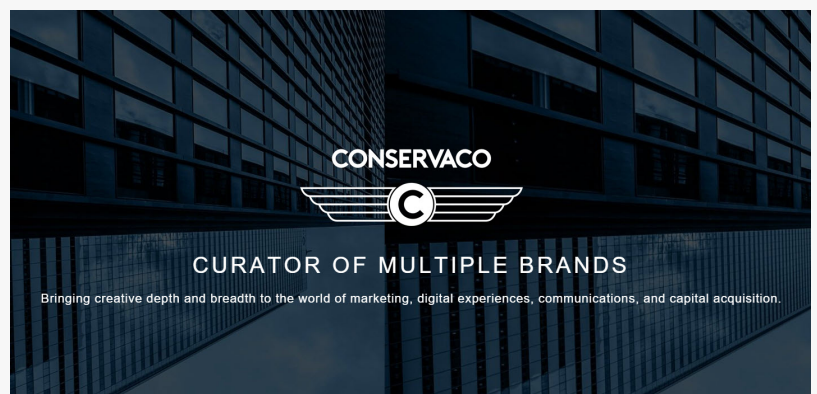 CONSERVACO
C
CURATOR OF MULTIPLE BRANDS
Bringing creative depth and breadth to the world of marketing, digital experiences, communications, and capital acquisition.